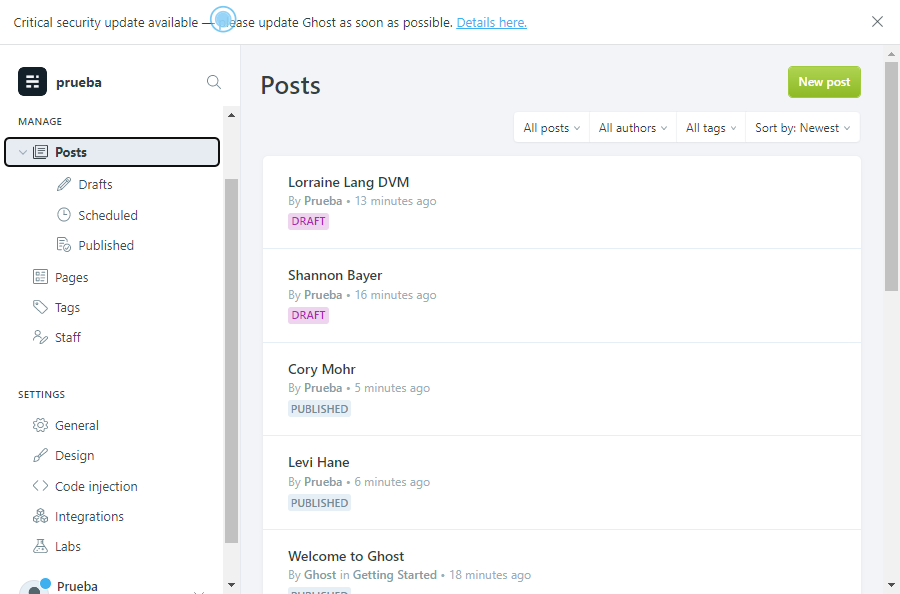 Critical security update available — please update Ghost as soon as possible. Details here.
prueba
MANAGE
Posts
Drafts
Scheduled
Published
Pages
Tags
Staff
SETTINGS
General
Design
Code injection
Integrations
Labs
Prueba
Posts
New post
All posts
All authors
All tags
Sort by: Newest
Lorraine Lang DVM
By Prueba • 13 minutes ago
DRAFT
Shannon Bayer
By Prueba • 16 minutes ago
DRAFT
Cory Mohr
By Prueba • 5 minutes ago
PUBLISHED
Levi Hane
By Prueba • 6 minutes ago
PUBLISHED
Welcome to Ghost
By Ghost in Getting Started • 18 minutes ago
PUBLISHED